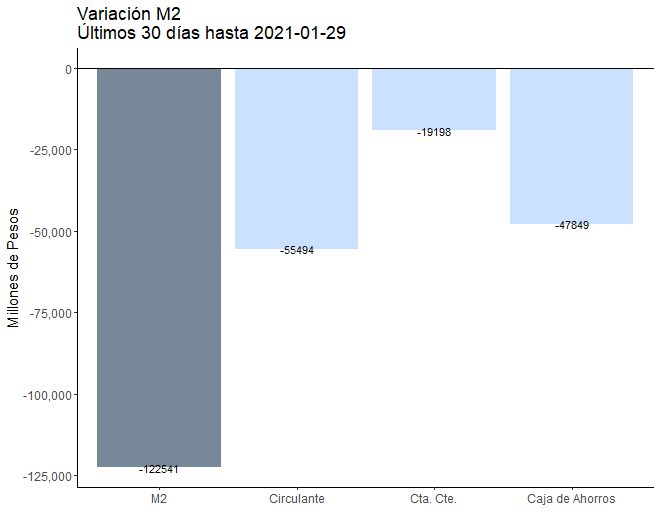 Variación M2
Últimos 30 días hasta 2021-01-29
Millones de Pesos
0
-25,000
-50,000
-75,000
-100,000
-125,000
-122541
-55494
-19198
-47849
M2
Circulante
Cta. Cte.
Caja de Ahorros